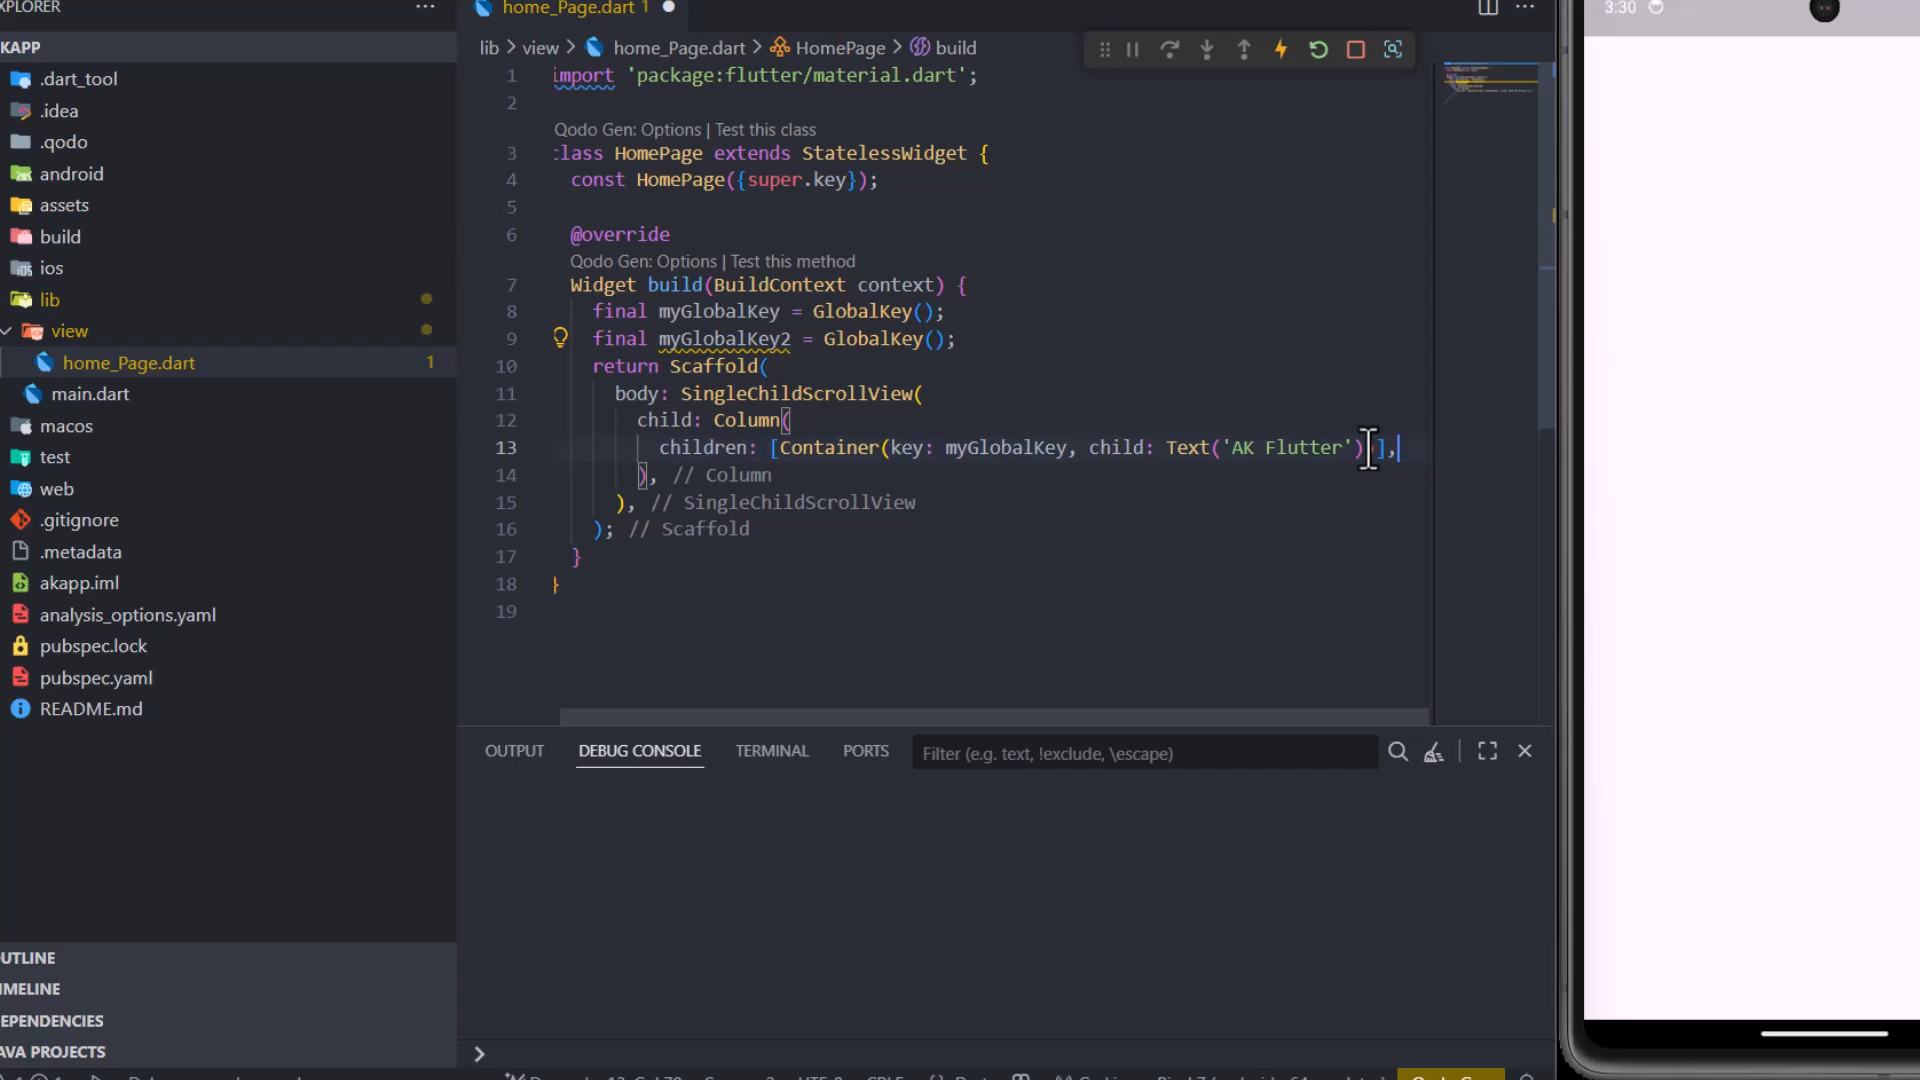 XPLORER
KAPP
.dart_tool
.idea
.qodo
android
assets
build
ios
lib
view
home_Page.dart 1
main.dart
macos
test
web
.gitignore
.metadata
akapp.iml
analysis_options.yaml
pubspec.lock
pubspec.yaml
README.md
UTLINE
IMELINE
EPENDENCIES
AVA PROJECTS
home_Page.dart 1
lib > view > home_Page.dart > HomePage > build
1 import 'package:flutter/material.dart';
2
Qodo Gen: Options | Test this class
3 class HomePage extends StatelessWidget {
4 const HomePage({super.key});
5
6 @override
Qodo Gen: Options | Test this method
7 Widget build(BuildContext context) {
8 final myGlobalKey = GlobalKey();
9 final myGlobalKey2 = GlobalKey();
10 return Scaffold(
11 body: SingleChildScrollView(
12 child: Column(
13 children: [Container(key: myGlobalKey, child: Text('AK Flutter'))],
14 ), // Column
15 ), // SingleChildScrollView
16 ); // Scaffold
17 }
18 }
19
OUTPUT DEBUG CONSOLE TERMINAL PORTS Filter (e.g. text, !exclude, \escape)
3:30